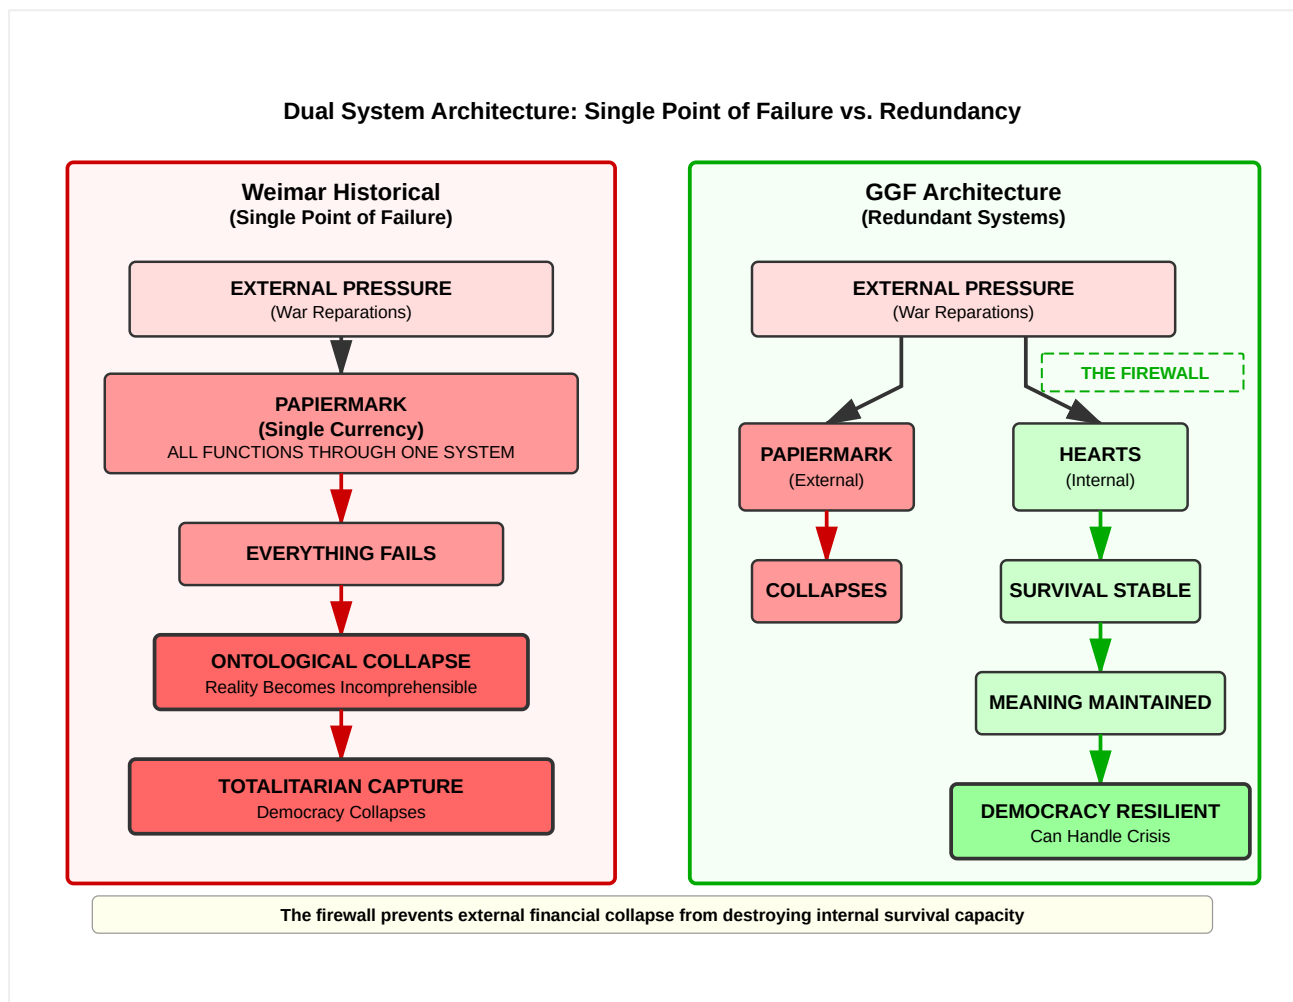 Dual System Architecture: Single Point of Failure vs. Redundancy
Weimar Historical
(Single Point of Failure)
EXTERNAL PRESSURE
(War Reparations)
PAPIERMARK
(Single Currency)
ALL FUNCTIONS THROUGH ONE SYSTEM
EVERYTHING FAILS
ONTOLOGICAL COLLAPSE
Reality Becomes Incomprehensible
TOTALITARIAN CAPTURE
Democracy Collapses
GGF Architecture
(Redundant Systems)
EXTERNAL PRESSURE
(War Reparations)
THE FIREWALL
PAPIERMARK
(External)
COLLAPSES
HEARTS
(Internal)
SURVIVAL STABLE
MEANING MAINTAINED
DEMOCRACY RESILIENT
Can Handle Crisis
The firewall prevents external financial collapse from destroying internal survival capacity